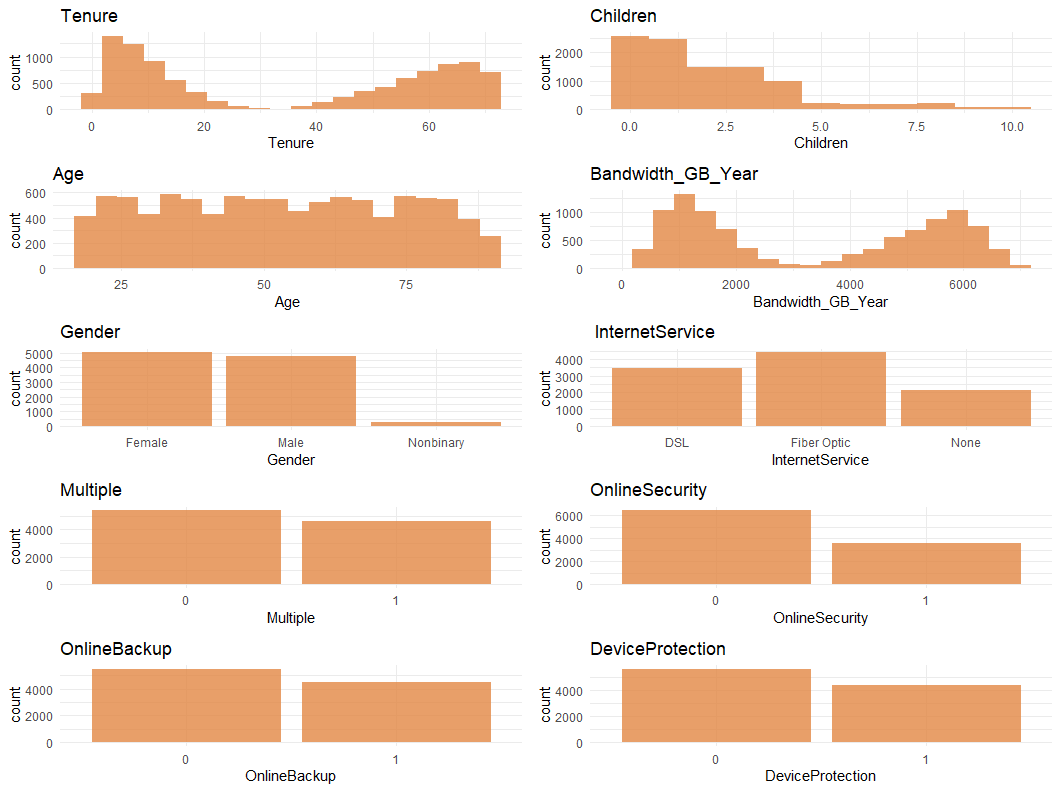 Tenure
count
1000
500
0
0 20 40 60
Tenure
Children
count
2000
1000
0
0.0 2.5 5.0 7.5 10.0
Children
Age
count
600
400
200
0
25 50 75
Age
Bandwidth_GB_Year
count
1000
500
0
0 2000 4000 6000
Bandwidth_GB_Year
Gender
count
5000
4000
3000
2000
1000
0
Female Male Nonbinary
Gender
InternetService
count
4000
3000
2000
1000
0
DSL Fiber Optic None
InternetService
Multiple
count
4000
2000
0
0 1
Multiple
OnlineSecurity
count
6000
4000
2000
0
0 1
OnlineSecurity
OnlineBackup
count
4000
2000
0
0 1
OnlineBackup
DeviceProtection
count
4000
2000
0
0 1
DeviceProtection